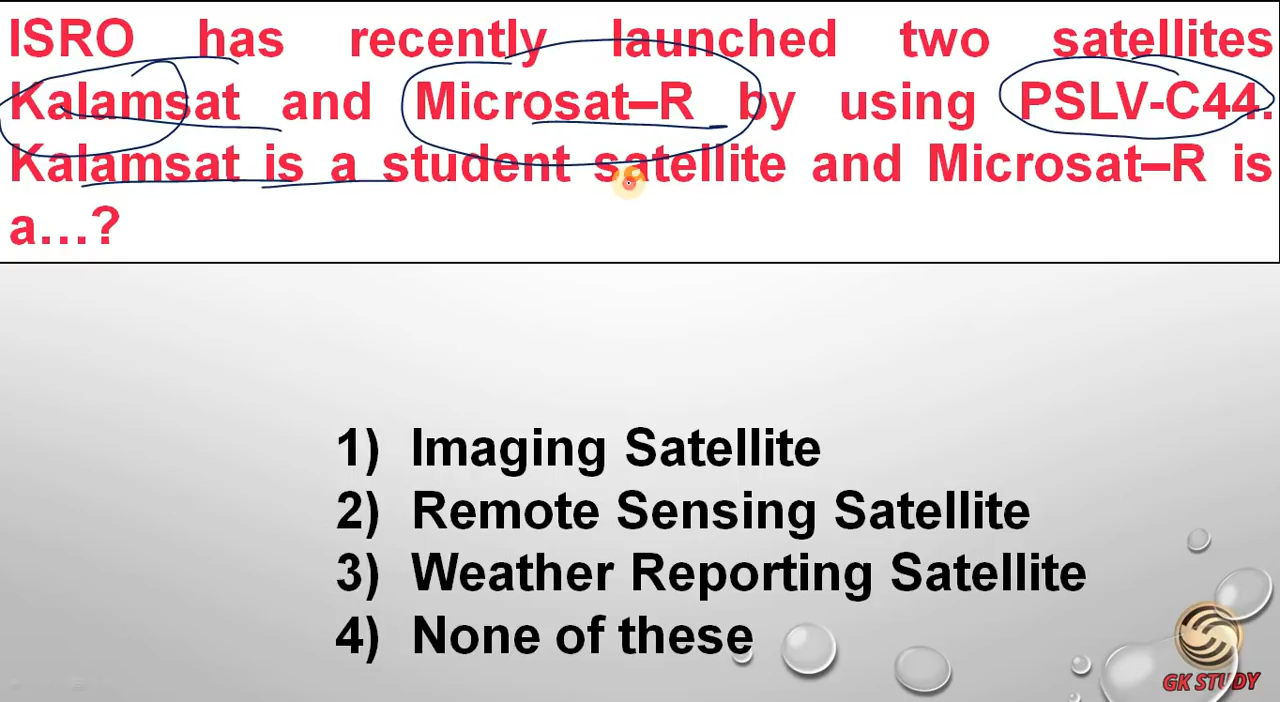 ISRO has recently launched two satellites
Kalamsat and Microsat–R by using PSLV-C44.
Kalamsat is a student satellite and Microsat–R is
a...?
1) Imaging Satellite
2) Remote Sensing Satellite
3) Weather Reporting Satellite
4) None of these
GK STUDY